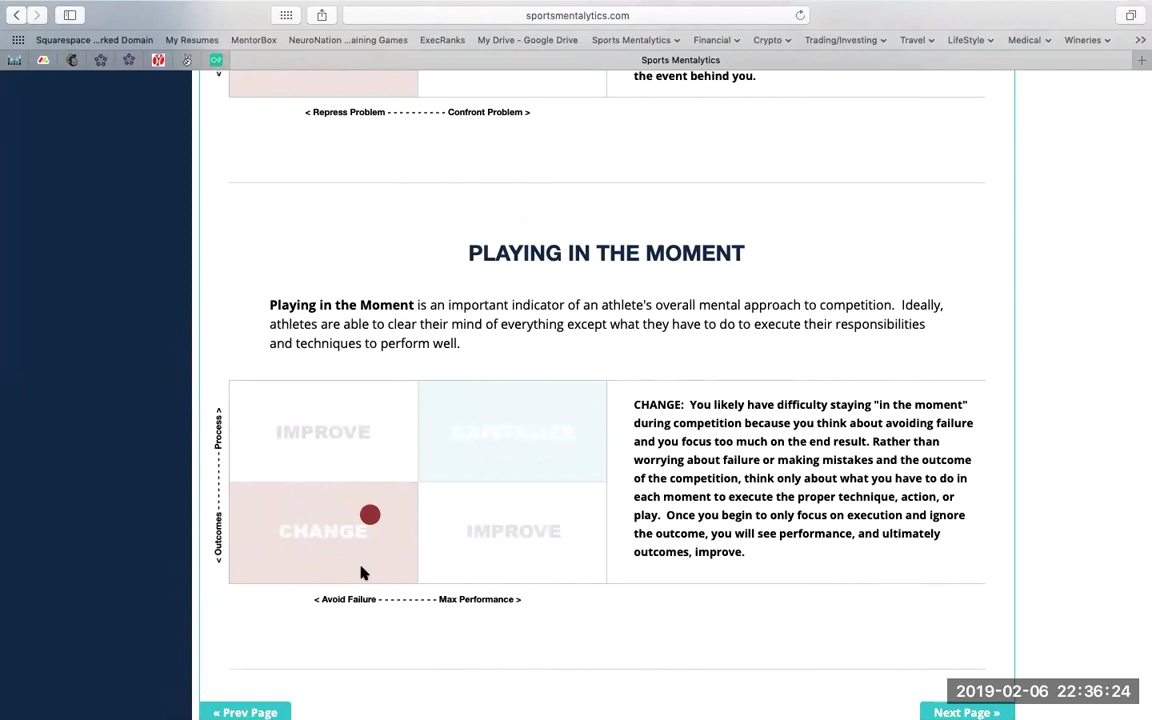 sportsmentalytics.com
Squarespace ...rked Domain My Resumes MentorBox NeuroNation ...aining Games ExecRanks My Drive - Google Drive Sports Mentalytics Financial Crypto Trading/Investing Travel LifeStyle Medical Wineries >>
Sports Mentalytics
the event behind you.
< Repress Problem - - - - - - - - - - Confront Problem >
PLAYING IN THE MOMENT
Playing in the Moment is an important indicator of an athlete's overall mental approach to competition. Ideally,
athletes are able to clear their mind of everything except what they have to do to execute their responsibilities
and techniques to perform well.
< Outcomes - - - - - - - - - - Process >
IMPROVE
CAPITALIZE
CHANGE
IMPROVE
CHANGE: You likely have difficulty staying "in the moment"
during competition because you think about avoiding failure
and you focus too much on the end result. Rather than
worrying about failure or making mistakes and the outcome
of the competition, think only about what you have to do in
each moment to execute the proper technique, action, or
play. Once you begin to only focus on execution and ignore
the outcome, you will see performance, and ultimately
outcomes, improve.
< Avoid Failure - - - - - - - - - - Max Performance >
« Prev Page
Next Page »
2019-02-06 22:36:24